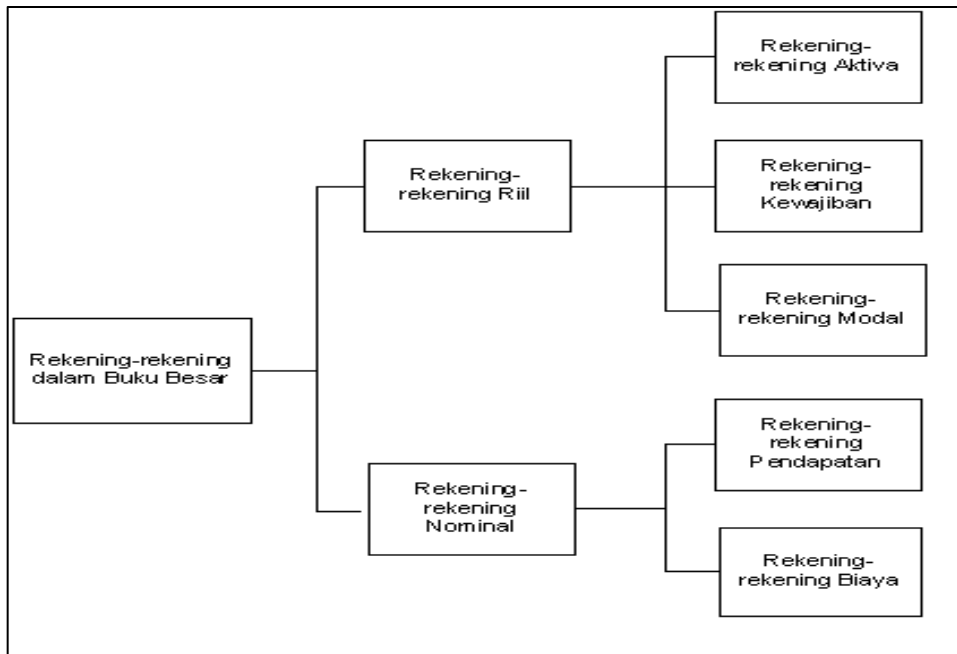 Rekening-rekening
dalam Buku Besar
Rekening-
rekening Riil
Rekening-
rekening Aktiva
Rekening-
rekening
Kewajiban
Rekening-
rekening Modal
Rekening-
rekening
Nominal
Rekening-
rekening
Pendapatan
Rekening-
rekening Biaya